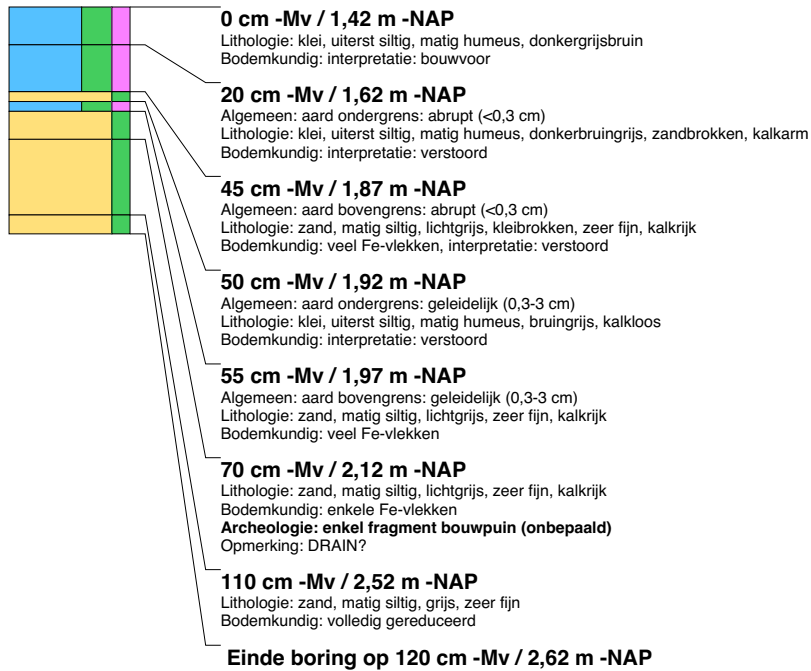 0 cm -Mv / 1,42 m -NAP
Lithologie: klei, uiterst siltig, matig humeus, donkergrijsbruin
Bodemkundig: interpretatie: bouwvoor
20 cm -Mv / 1,62 m -NAP
Algemeen: aard ondergrens: abrupt (<0,3 cm)
Lithologie: klei, uiterst siltig, matig humeus, donkerbruingrijs, zandbrokken, kalkarm
Bodemkundig: interpretatie: verstoord
45 cm -Mv / 1,87 m -NAP
Algemeen: aard bovengrens: abrupt (<0,3 cm)
Lithologie: zand, matig siltig, lichtgrijs, kleibrokken, zeer fijn, kalkrijk
Bodemkundig: veel Fe-vlekken, interpretatie: verstoord
50 cm -Mv / 1,92 m -NAP
Algemeen: aard ondergrens: geleidelijk (0,3-3 cm)
Lithologie: klei, uiterst siltig, matig humeus, bruingrijs, kalkloos
Bodemkundig: interpretatie: verstoord
55 cm -Mv / 1,97 m -NAP
Algemeen: aard bovengrens: geleidelijk (0,3-3 cm)
Lithologie: zand, matig siltig, lichtgrijs, zeer fijn, kalkrijk
Bodemkundig: veel Fe-vlekken
70 cm -Mv / 2,12 m -NAP
Lithologie: zand, matig siltig, lichtgrijs, zeer fijn, kalkrijk
Bodemkundig: enkele Fe-vlekken
Archeologie: enkel fragment bouwpuin (onbepaald)
Opmerking: DRAIN?
110 cm -Mv / 2,52 m -NAP
Lithologie: zand, matig siltig, grijs, zeer fijn
Bodemkundig: volledig gereduceerd
Einde boring op 120 cm -Mv / 2,62 m -NAP